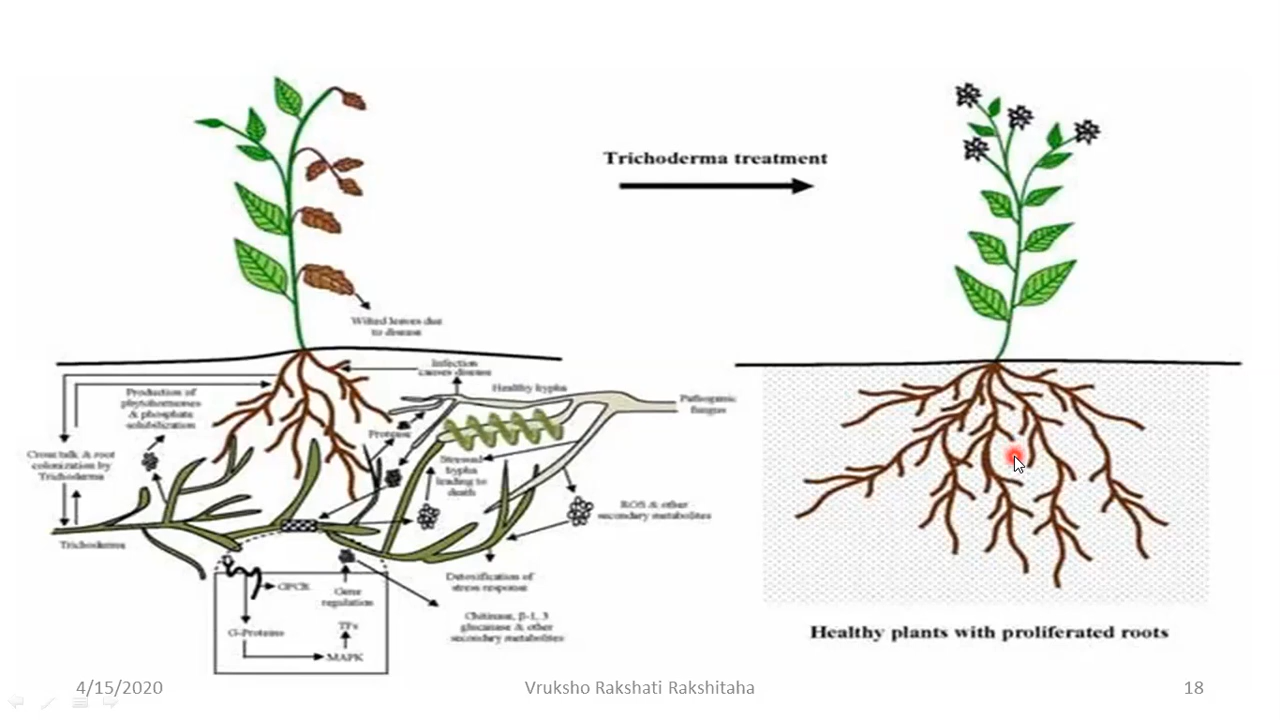 Trichoderma treatment
Wilted leaves due
to disease
Infection
causes disease
Healthy hypha
Pathogenic
fungus
Production of
phytohormones
& phosphate
solubilization
Protease
Cross talk & root
colonization by
Trichoderma
Stressed
hypha
leading to
death
ROS & other
secondary metabolites
Trichoderma
Detoxification of
stress response
GPCR
Gene
regulation
Chitinase, β-1, 3
glucanase & other
secondary metabolites
TFs
G-Proteins
MAPK
Healthy plants with proliferated roots
4/15/2020
Vruksho Rakshati Rakshitaha
18